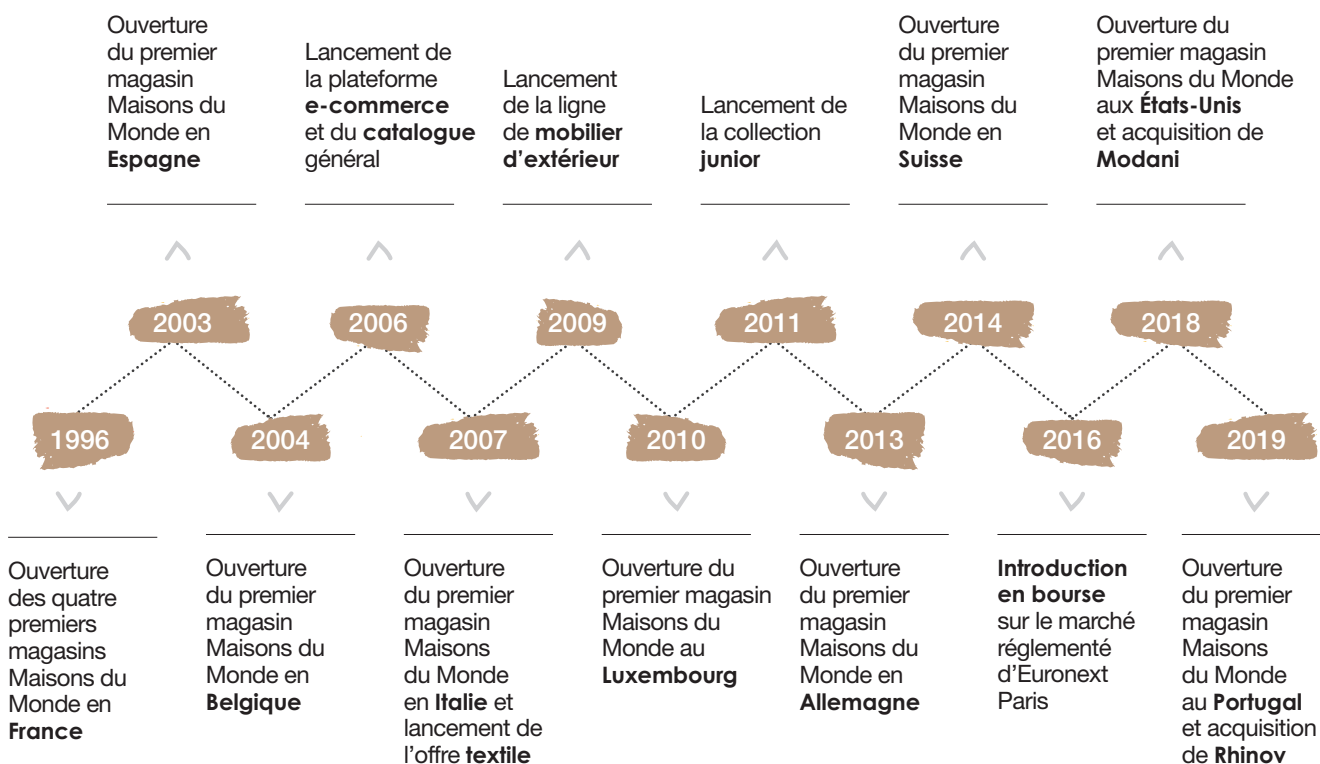 Ouverture
du premier
magasin
Maisons du
Monde en
Espagne
Lancement de
la plateforme
e-commerce
et du catalogue
général
Lancement
de la ligne
de mobilier
d'extérieur
Lancement de
la collection
junior
Ouverture
du premier
magasin
Maisons du
Monde en
Suisse
Ouverture du
premier magasin
Maisons du Monde
aux États-Unis
et acquisition de
Modani
2003
2006
2009
2011
2014
2018
1996
2004
2007
2010
2013
2016
2019
Ouverture
des quatre
premiers
magasins
Maisons du
Monde en
France
Ouverture
du premier
magasin
Maisons du
Monde en
Belgique
Ouverture
du premier
magasin
Maisons
du Monde
en Italie et
lancement de
l'offre textile
Ouverture du
premier magasin
Maisons du
Monde au
Luxembourg
Ouverture
du premier
magasin
Maisons du
Monde en
Allemagne
Introduction
en bourse
sur le marché
réglementé
d'Euronext
Paris
Ouverture
du premier
magasin
Maisons
du Monde
au Portugal
et acquisition
de Rhinov